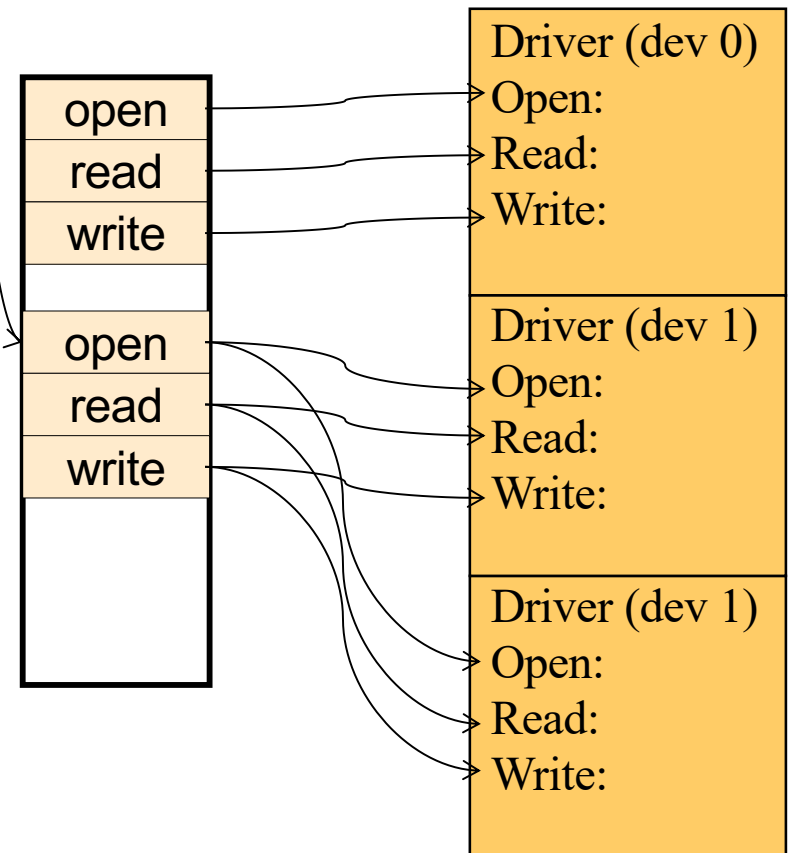 open
read
write
open
read
write
Driver (dev 0)
Open:
Read:
Write:
Driver (dev 1)
Open:
Read:
Write:
Driver (dev 1)
Open:
Read:
Write: